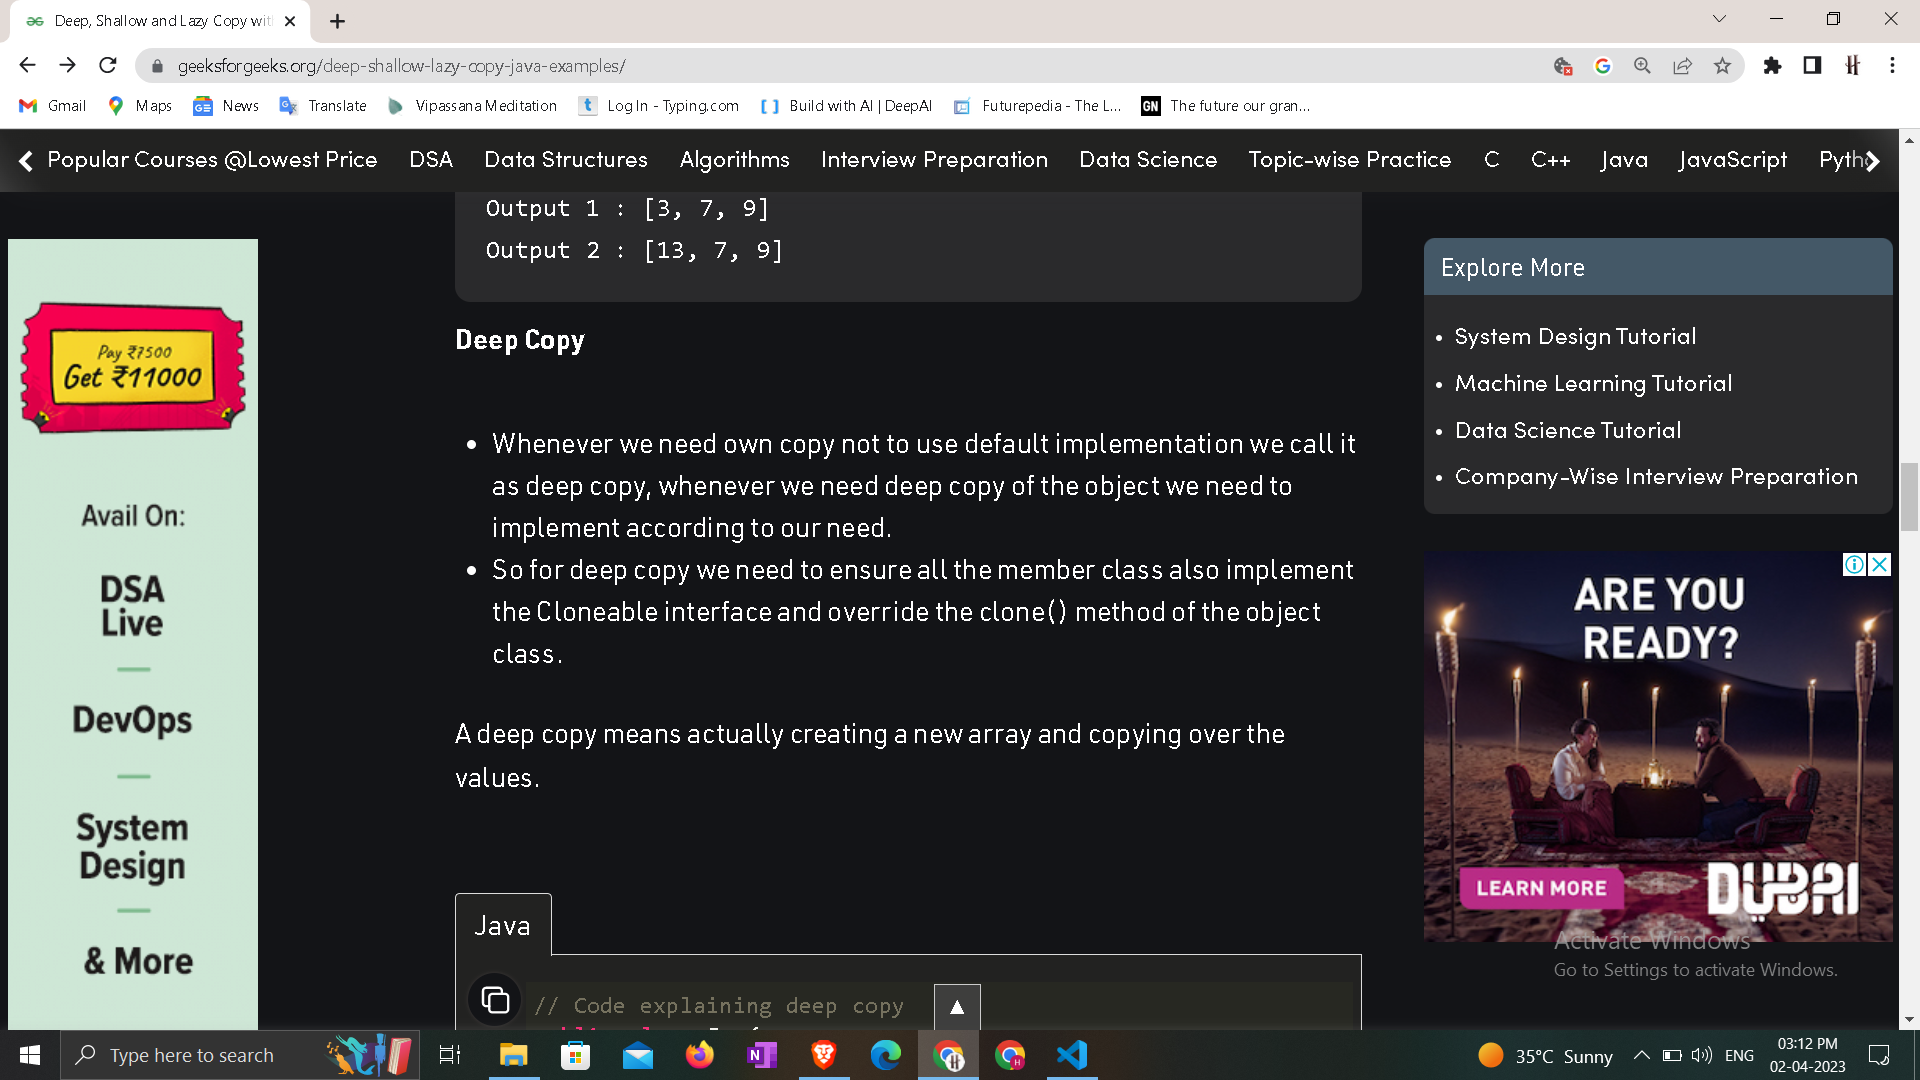 Deep, Shallow and Lazy Copy wit
geeksforgeeks.org/deep-shallow-lazy-copy-java-examples/
Gmail Maps News Translate Vipassana Meditation Log In - Typing.com Build with AI | DeepAI Futurepedia - The L... GN The future our gran...
Popular Courses @Lowest Price DSA Data Structures Algorithms Interview Preparation Data Science Topic-wise Practice C C++ Java JavaScript Pytho
Output 1 : [3, 7, 9]
Output 2 : [13, 7, 9]
Deep Copy
Whenever we need own copy not to use default implementation we call it
as deep copy, whenever we need deep copy of the object we need to
implement according to our need.
So for deep copy we need to ensure all the member class also implement
the Cloneable interface and override the clone() method of the object
class.
A deep copy means actually creating a new array and copying over the
values.
Java
// Code explaining deep copy
Pay ₹7500
Get ₹11000
Avail On:
DSA
Live
DevOps
System
Design
& More
Explore More
System Design Tutorial
Machine Learning Tutorial
Data Science Tutorial
Company-Wise Interview Preparation
ARE YOU
READY?
LEARN MORE
DUBAI
Activate Windows
Go to Settings to activate Windows.
Type here to search
35°C Sunny
ENG
03:12 PM
02-04-2023